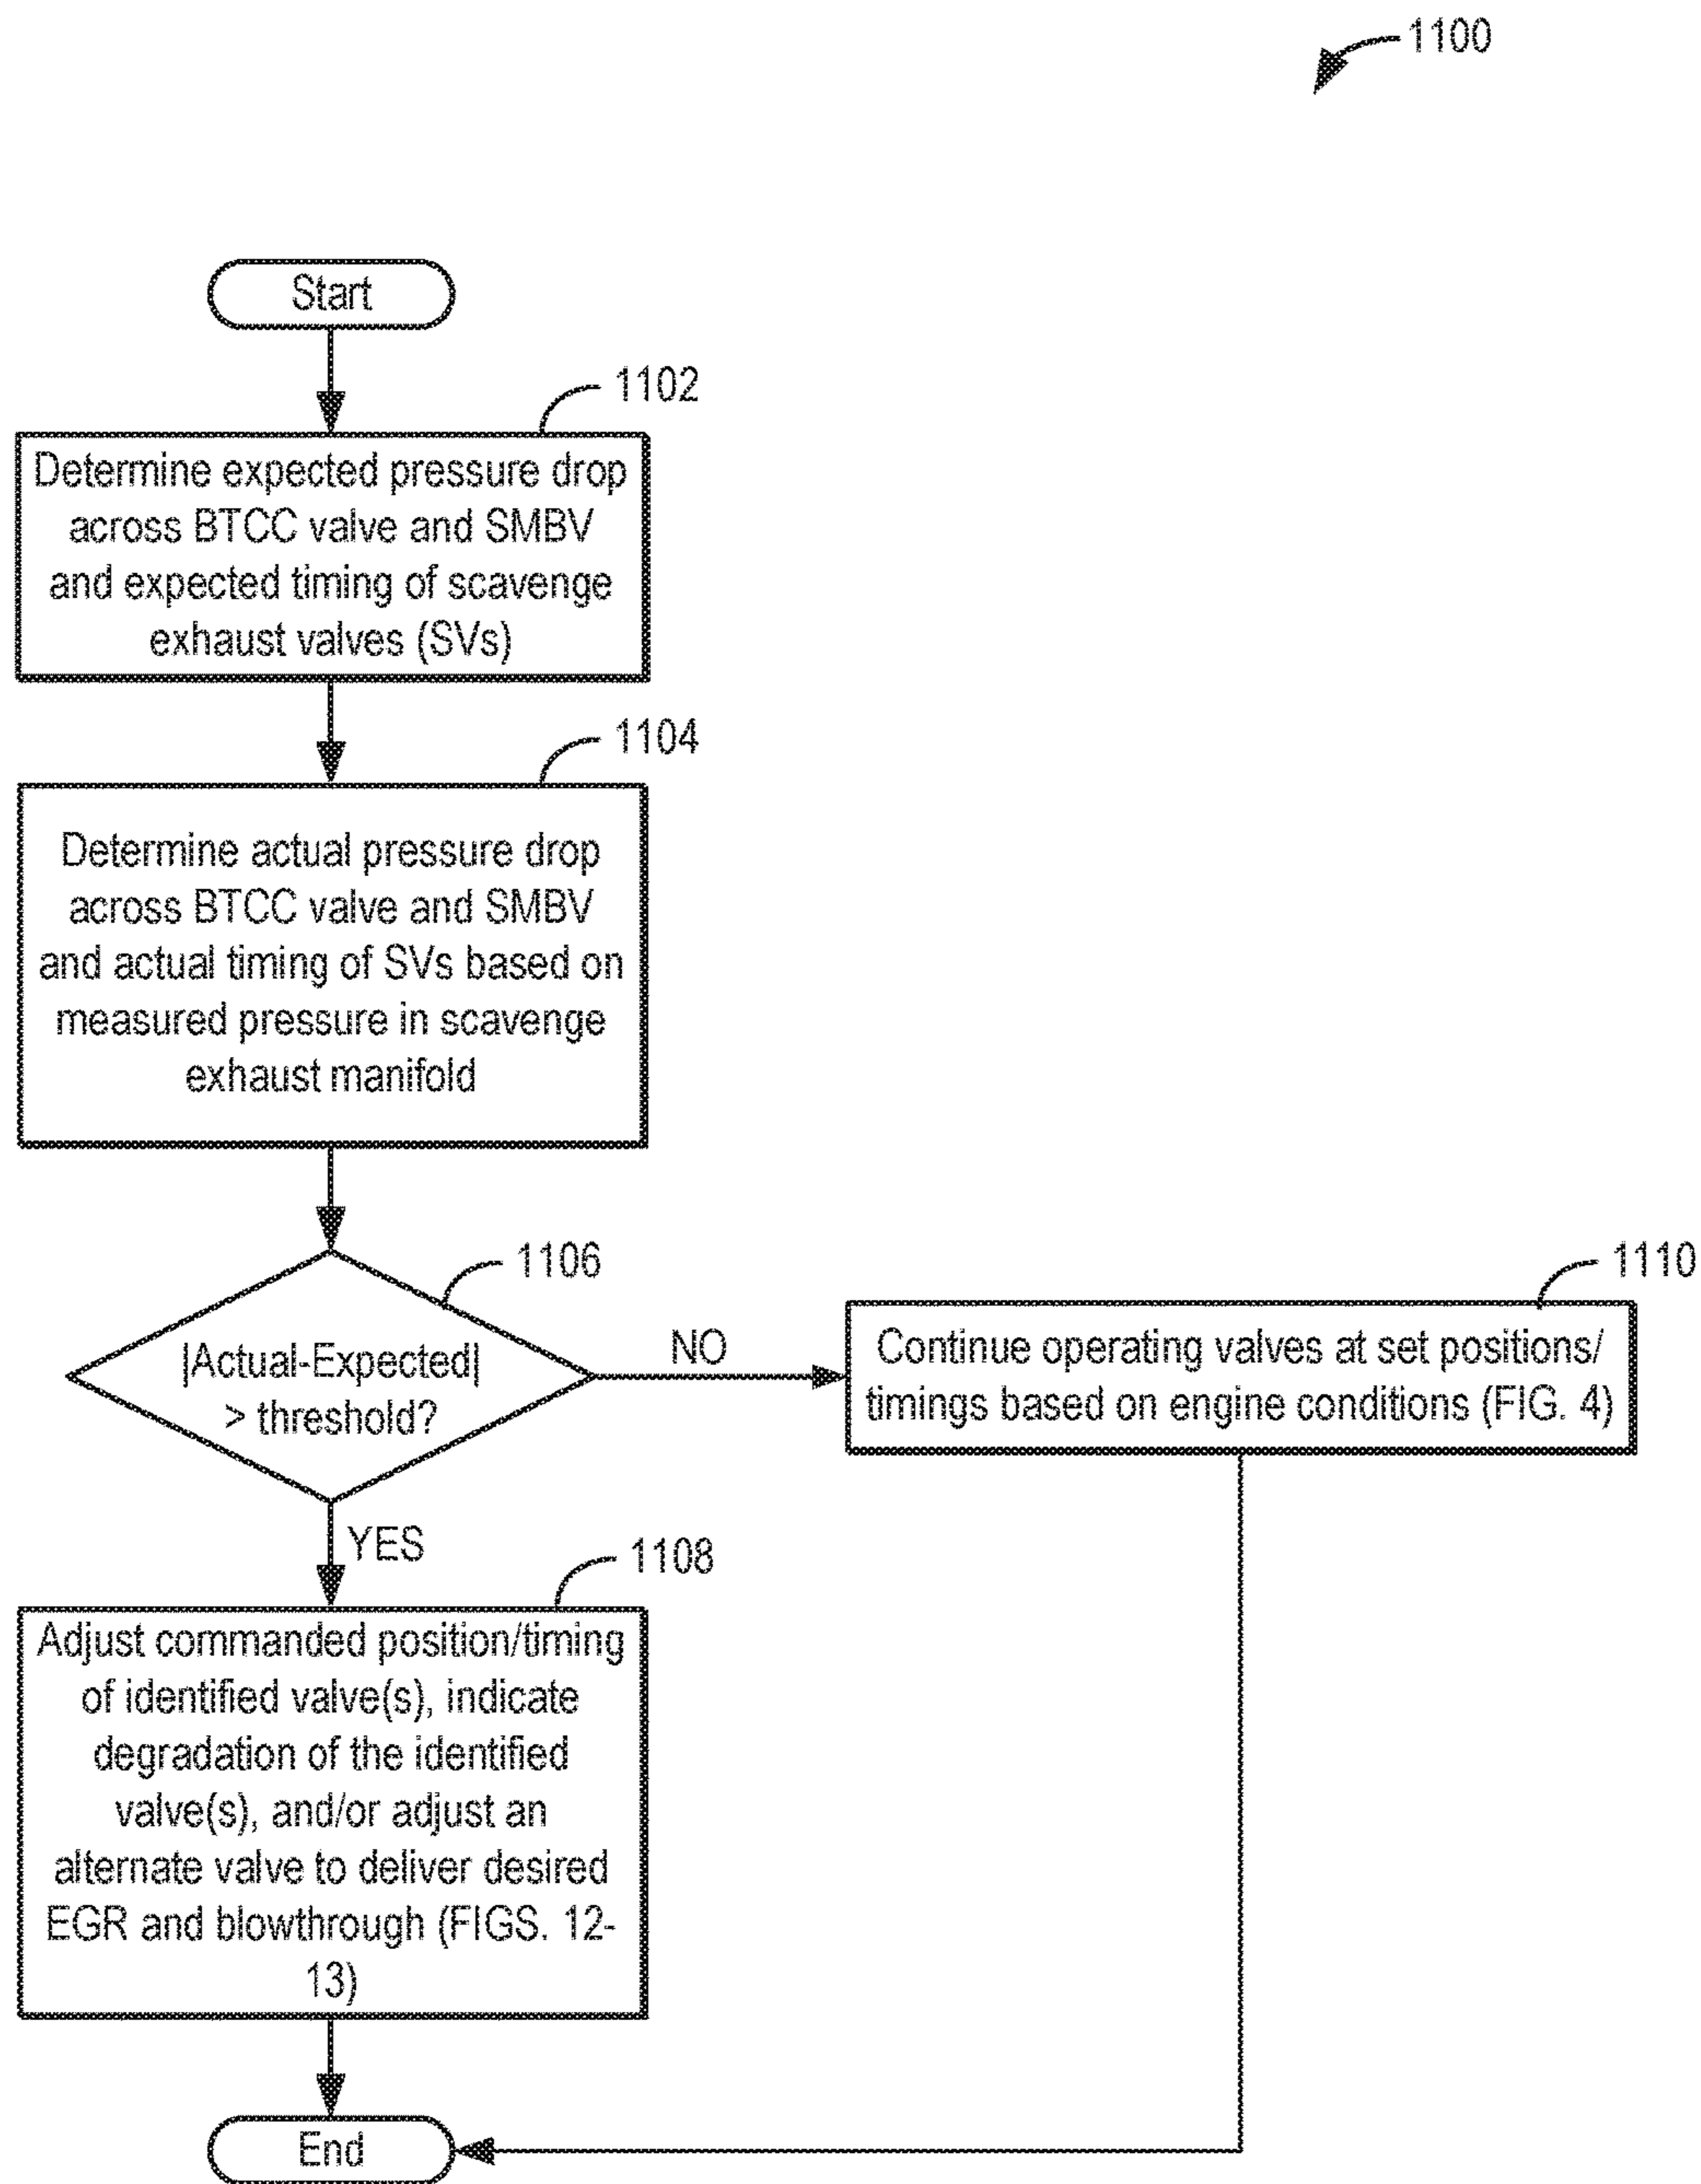 1100
Start
1102
Determine expected pressure drop
across BTCC valve and SMBV
and expected timing of scavenge
exhaust valves (SVs)
1104
Determine actual pressure drop
across BTCC valve and SMBV
and actual timing of SVs based on
measured pressure in scavenge
exhaust manifold
1106
|Actual-Expected|
> threshold?
NO
1110
Continue operating valves at set positions/
timings based on engine conditions (FIG. 4)
YES
1108
Adjust commanded position/timing
of identified valve(s), indicate
degradation of the identified
valve(s), and/or adjust an
alternate valve to deliver desired
EGR and blowthrough (FIGS. 12-
13)
End